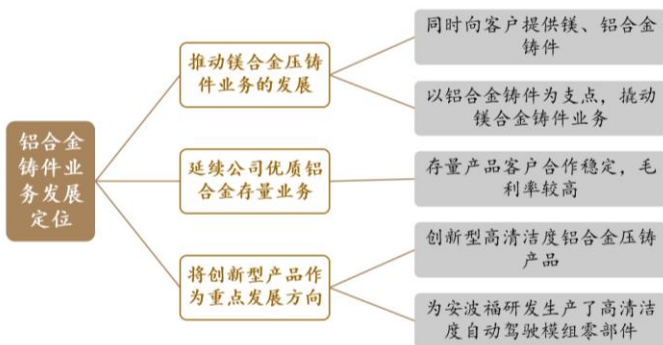 铝合金
铸件业
务发展
定位
推动镁合金压铸
件业务的发展
同时向客户提供镁、铝合金
铸件
以铝合金铸件为支点，撬动
镁合金铸件业务
延续公司优质铝
合金存量业务
存量产品客户合作稳定，毛
利率较高
将创新型产品作
为重点发展方向
创新型高清洁度铝合金压铸
产品
为安波福研发生产了高清洁
度自动驾驶模组零部件